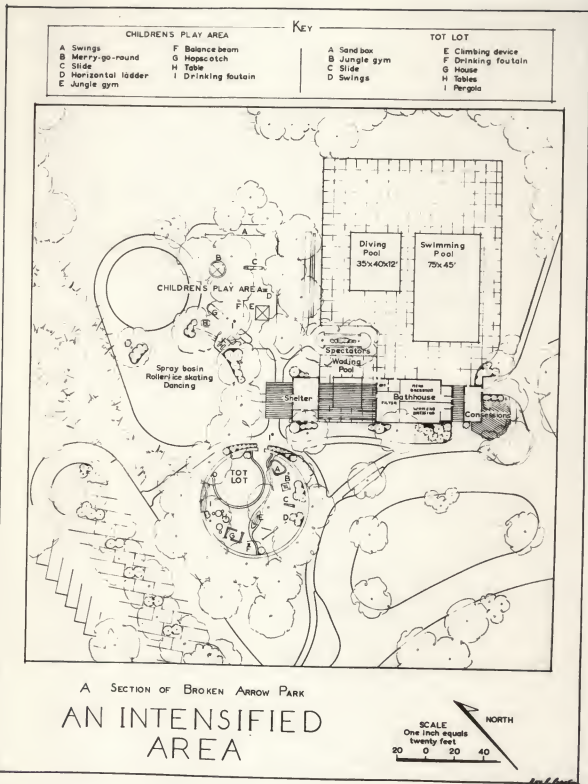 KEY
CHILDREN'S PLAY AREA
A Swings
B Merry-go-round
C Slide
D Horizontal ladder
E Jungle gym
F Balance beam
G Hopscotch
H Table
I Drinking foutain
TOT LOT
A Sand box
B Jungle gym
C Slide
D Swings
E Climbing device
F Drinking foutain
G House
H Tables
I Pergola
A
B
C
CHILDREN'S PLAY AREA
D
F
E
G
H
I
Diving
Pool
35'x40'x12'
Swimming
Pool
75'x 45'
Spray basin
Roller/ice skating
Dancing
Spectators
Wading
Pool
Shelter
FILTER
Bathhouse
Concessions
TOT
LOT
A
B
C
D
E
G
F
I
A SECTION OF BROKEN ARROW PARK
AN INTENSIFIED
AREA
NORTH
SCALE
One inch equals
twenty feet
20 0 20 40